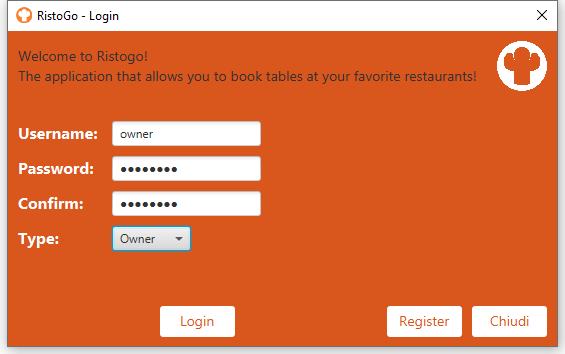 RistoGo - Login
Welcome to Ristogo!
The application that allows you to book tables at your favorite restaurants!
Username: owner
Password: ●●●●●●●●
Confirm: ●●●●●●●●
Type: Owner
Login Register Chiudi